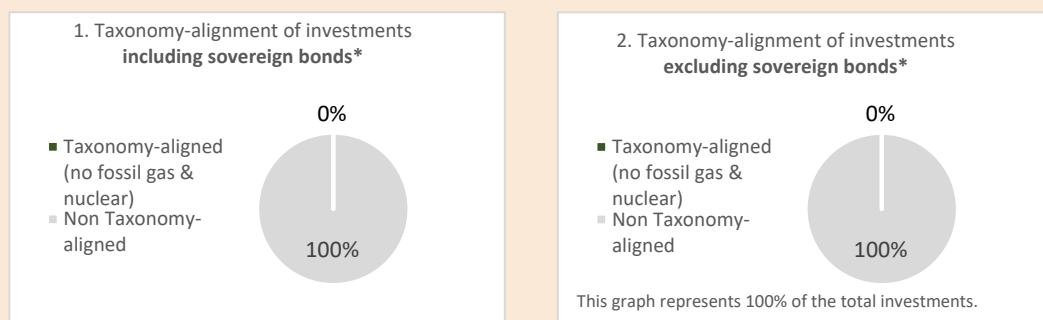 1. Taxonomy-alignment of investments
including sovereign bonds*
0%
Taxonomy-aligned
(no fossil gas &
nuclear)
Non Taxonomy-
aligned
100%
2. Taxonomy-alignment of investments
excluding sovereign bonds*
0%
Taxonomy-aligned
(no fossil gas &
nuclear)
Non Taxonomy-
aligned
100%
This graph represents 100% of the total investments.